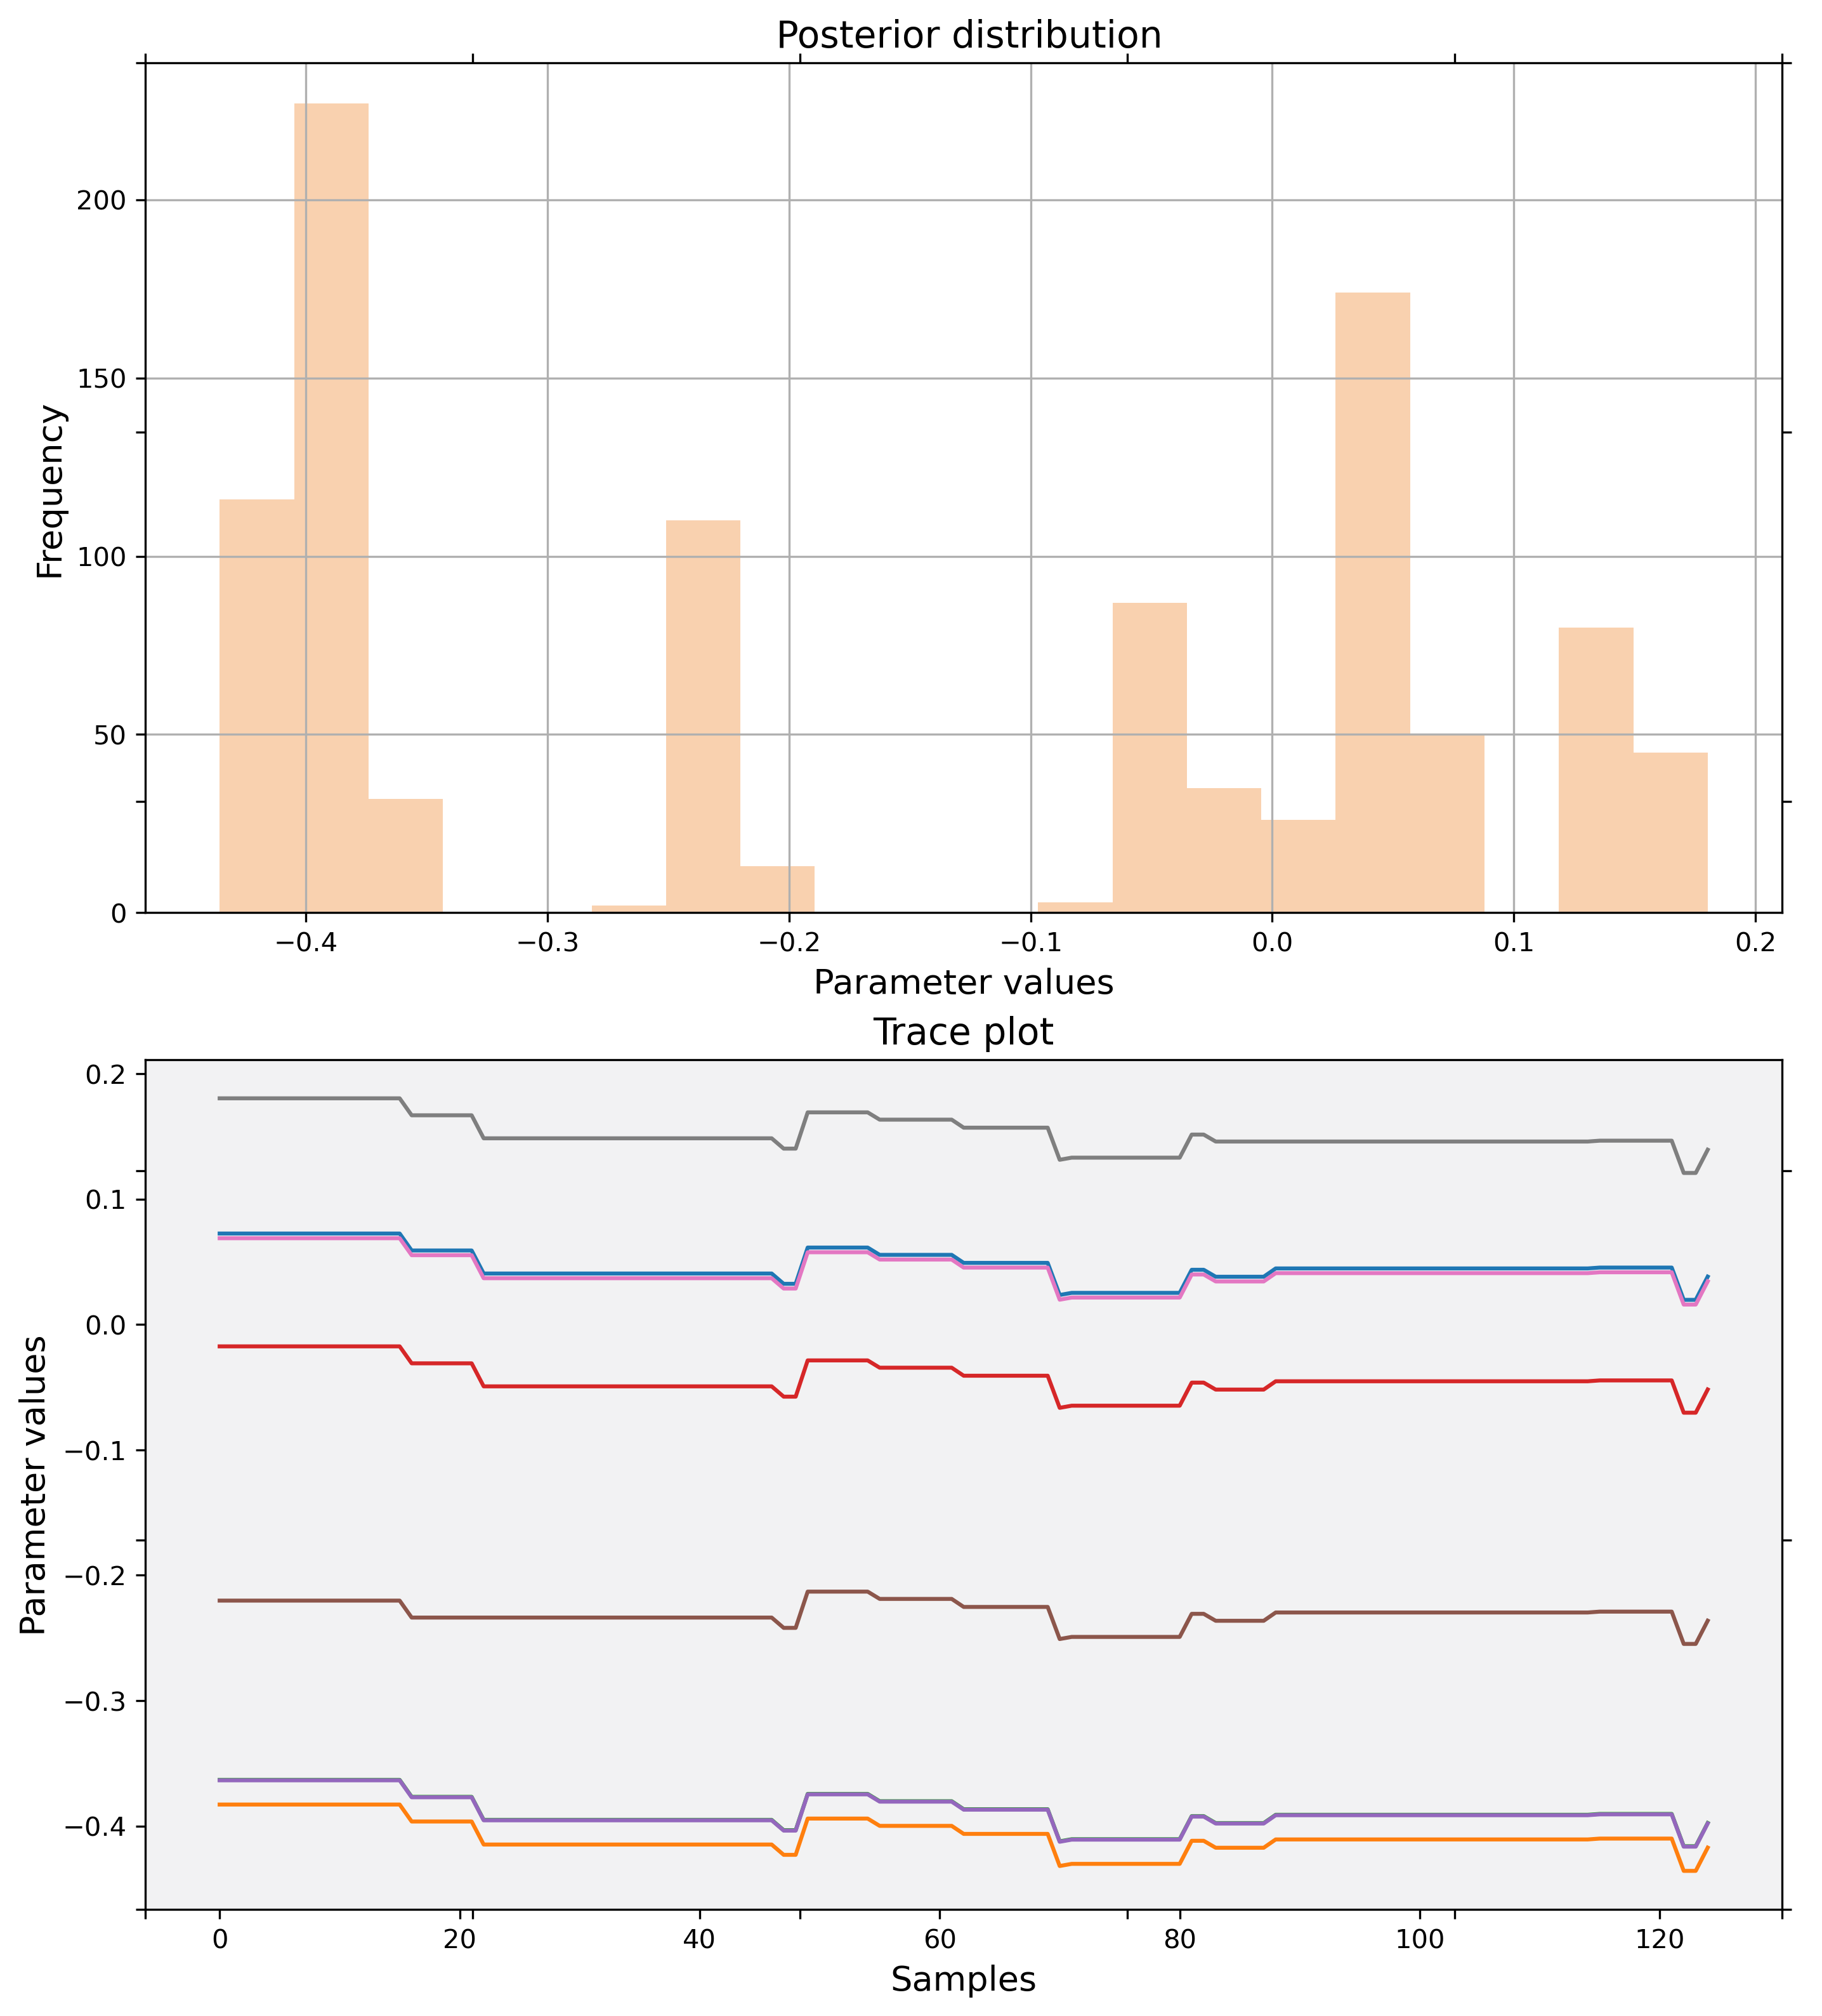 Posterior distribution
200
150
100
50
0
Frequency
−0.4 −0.3 −0.2 −0.1 0.0 0.1 0.2
Parameter values
Trace plot
0.2
0.1
0.0
−0.1
−0.2
−0.3
−0.4
Parameter values
0 20 40 60 80 100 120
Samples